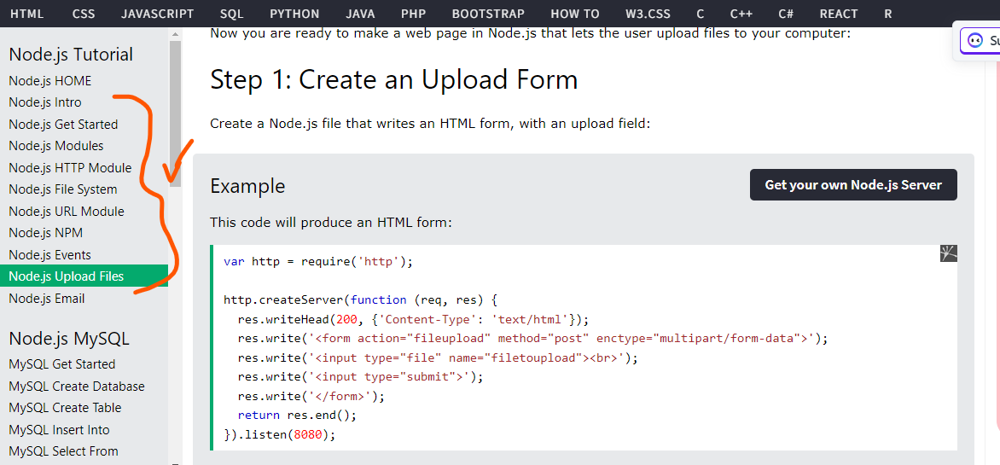 HTML CSS JAVASCRIPT SQL PYTHON JAVA PHP BOOTSTRAP HOW TO W3.CSS C C++ C# REACT R
Node.js Tutorial
Node.js HOME
Node.js Intro
Node.js Get Started
Node.js Modules
Node.js HTTP Module
Node.js File System
Node.js URL Module
Node.js NPM
Node.js Events
Node.js Upload Files
Node.js Email
Node.js MySQL
MySQL Get Started
MySQL Create Database
MySQL Create Table
MySQL Insert Into
MySQL Select From
Now you are ready to make a web page in Node.js that lets the user upload files to your computer:
Step 1: Create an Upload Form
Create a Node.js file that writes an HTML form, with an upload field:
Example
Get your own Node.js Server
This code will produce an HTML form:
var http = require('http');
http.createServer(function (req, res) {
  res.writeHead(200, {'Content-Type': 'text/html'});
  res.write('<form action="fileupload" method="post" enctype="multipart/form-data">');
  res.write('<input type="file" name="filetoupload"><br>');
  res.write('<input type="submit">');
  res.write('</form>');
  return res.end();
}).listen(8080);